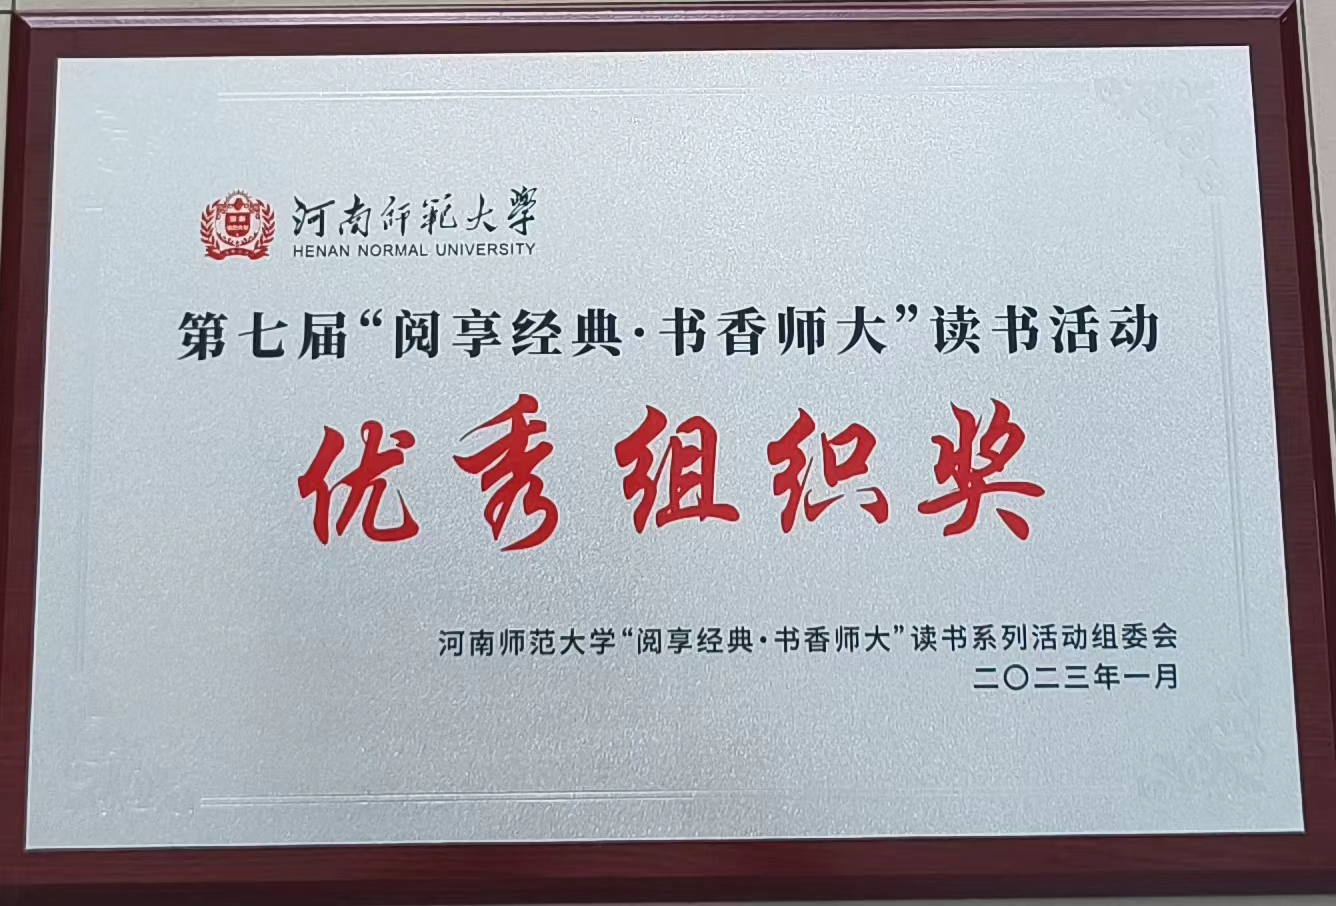 河南师範大學
HENAN NORMAL UNIVERSITY
第七届“阅享经典·书香师大”读书活动
优秀组织奖
河南师范大学“阅享经典·书香师大”读书系列活动组委会
二〇二三年一月